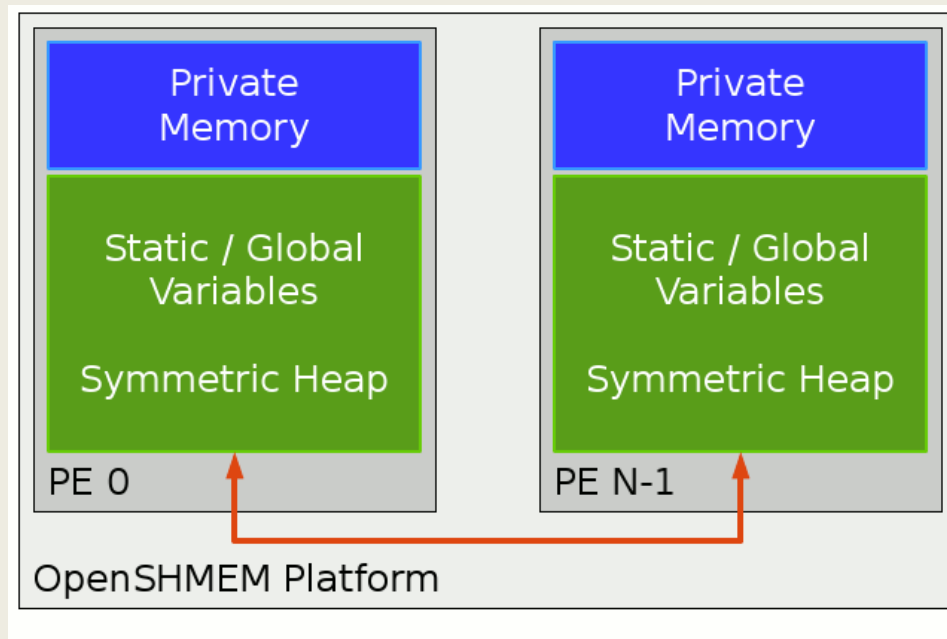 Private
Memory
Static / Global
Variables
Symmetric Heap
PE 0
Private
Memory
Static / Global
Variables
Symmetric Heap
PE N-1
OpenSHMEM Platform